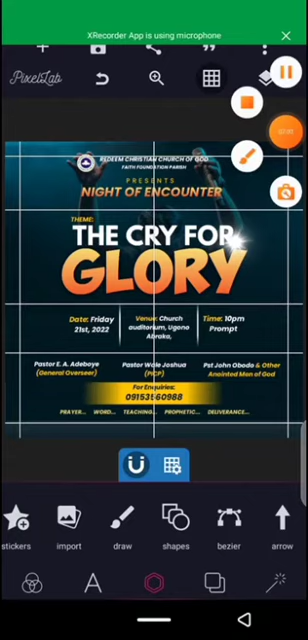 XRecorder App is using microphone
PixelLab
REDEEM CHRISTIAN CHURCH OF GOD
FAITH FOUNDATION PARISH
PRESENTS
NIGHT OF ENCOUNTER
THEME:
THE CRY FOR
GLORY
Date: Friday 21st, 2022
Venue: Church auditorium, Ugono Abraka,
Time: 10pm Prompt
Pastor E. A. Adeboye
(General Overseer)
Pastor Wale Joshua
(PICP)
Pst John Obodo & Other
Anointed Men of God
For Enquiries:
PRAYER... WORD... TEACHING... PROPHETIC... DELIVERANCE...
stickers
import
draw
shapes
bezier
arrow